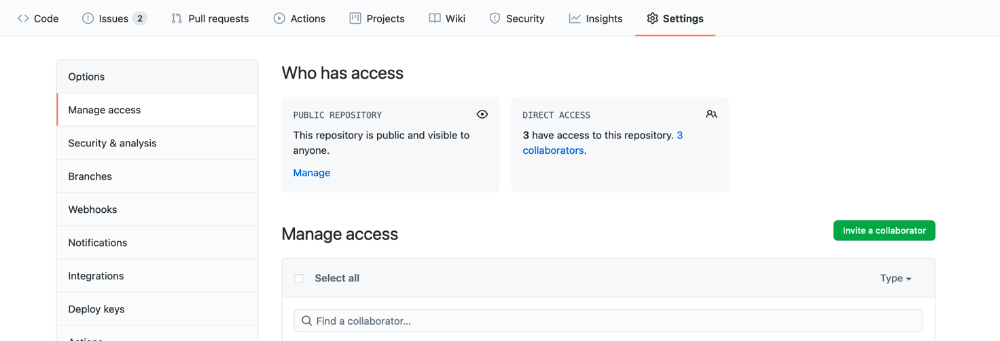 Code Issues 2 Pull requests Actions Projects Wiki Security Insights Settings
Options
Manage access
Security & analysis
Branches
Webhooks
Notifications
Integrations
Deploy keys
Actions
Who has access
PUBLIC REPOSITORY
This repository is public and visible to
anyone.
Manage
DIRECT ACCESS
3 have access to this repository. 3
collaborators.
Manage access
Invite a collaborator
Select all
Type
Find a collaborator...